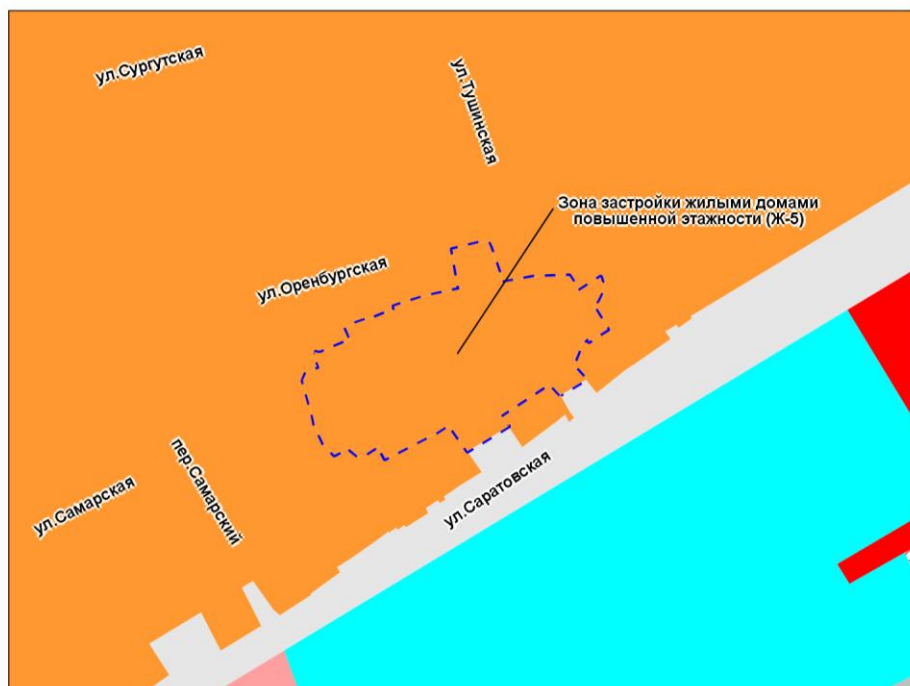 ул.Сургутская
ул.Тушинская
Зона застройки жилыми домами
повышенной этажности (Ж-5)
ул.Оренбургская
пер.Самарский
ул.Самарская
ул.Саратовская